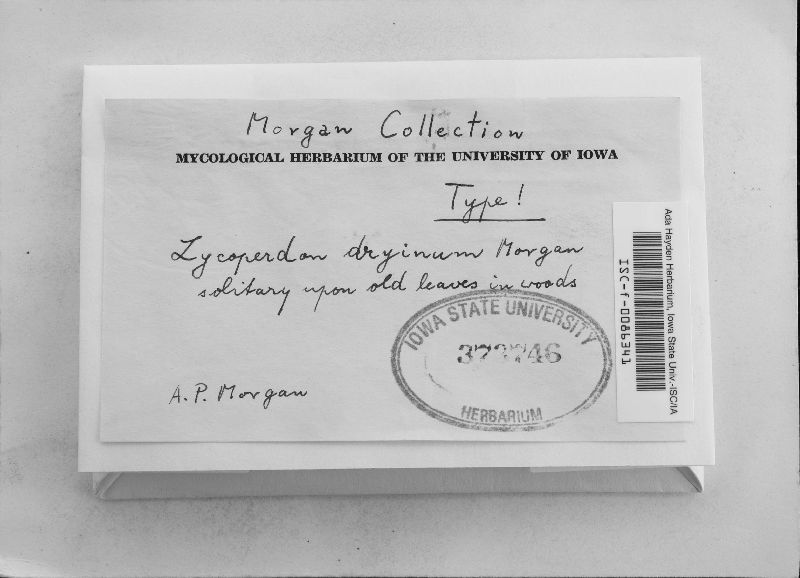 Morgan Collection
MYCOLOGICAL HERBARIUM OF THE UNIVERSITY OF IOWA
Type!
Lycoperdon dryinum Morgan
solitary upon old leaves in woods
IOWA STATE UNIVERSITY
HERBARIUM
A.P. Morgan
Ada Hayden Herbarium, Iowa State Univ.-ISC/IA
ISC-f-0086341